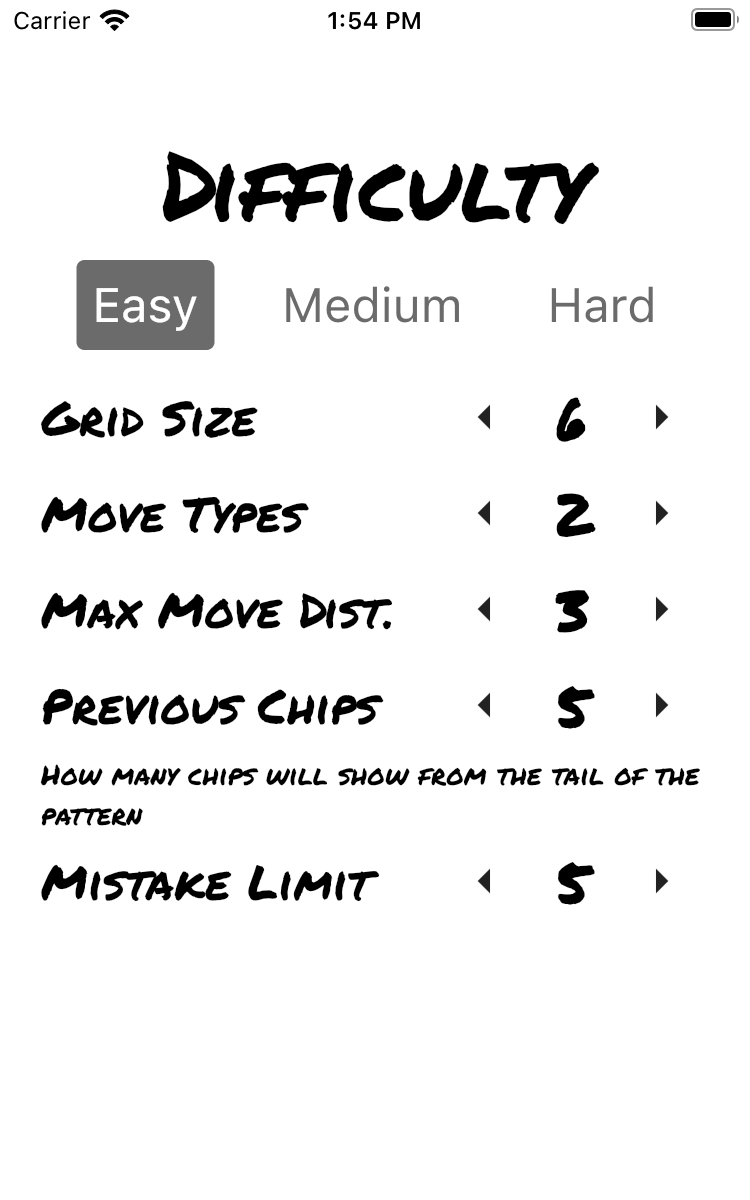 Carrier 1:54 PM
Difficulty
Easy Medium Hard
Grid Size 6
Move Types 2
Max Move Dist. 3
Previous Chips 5
How many chips will show from the tail of the
pattern
Mistake Limit 5